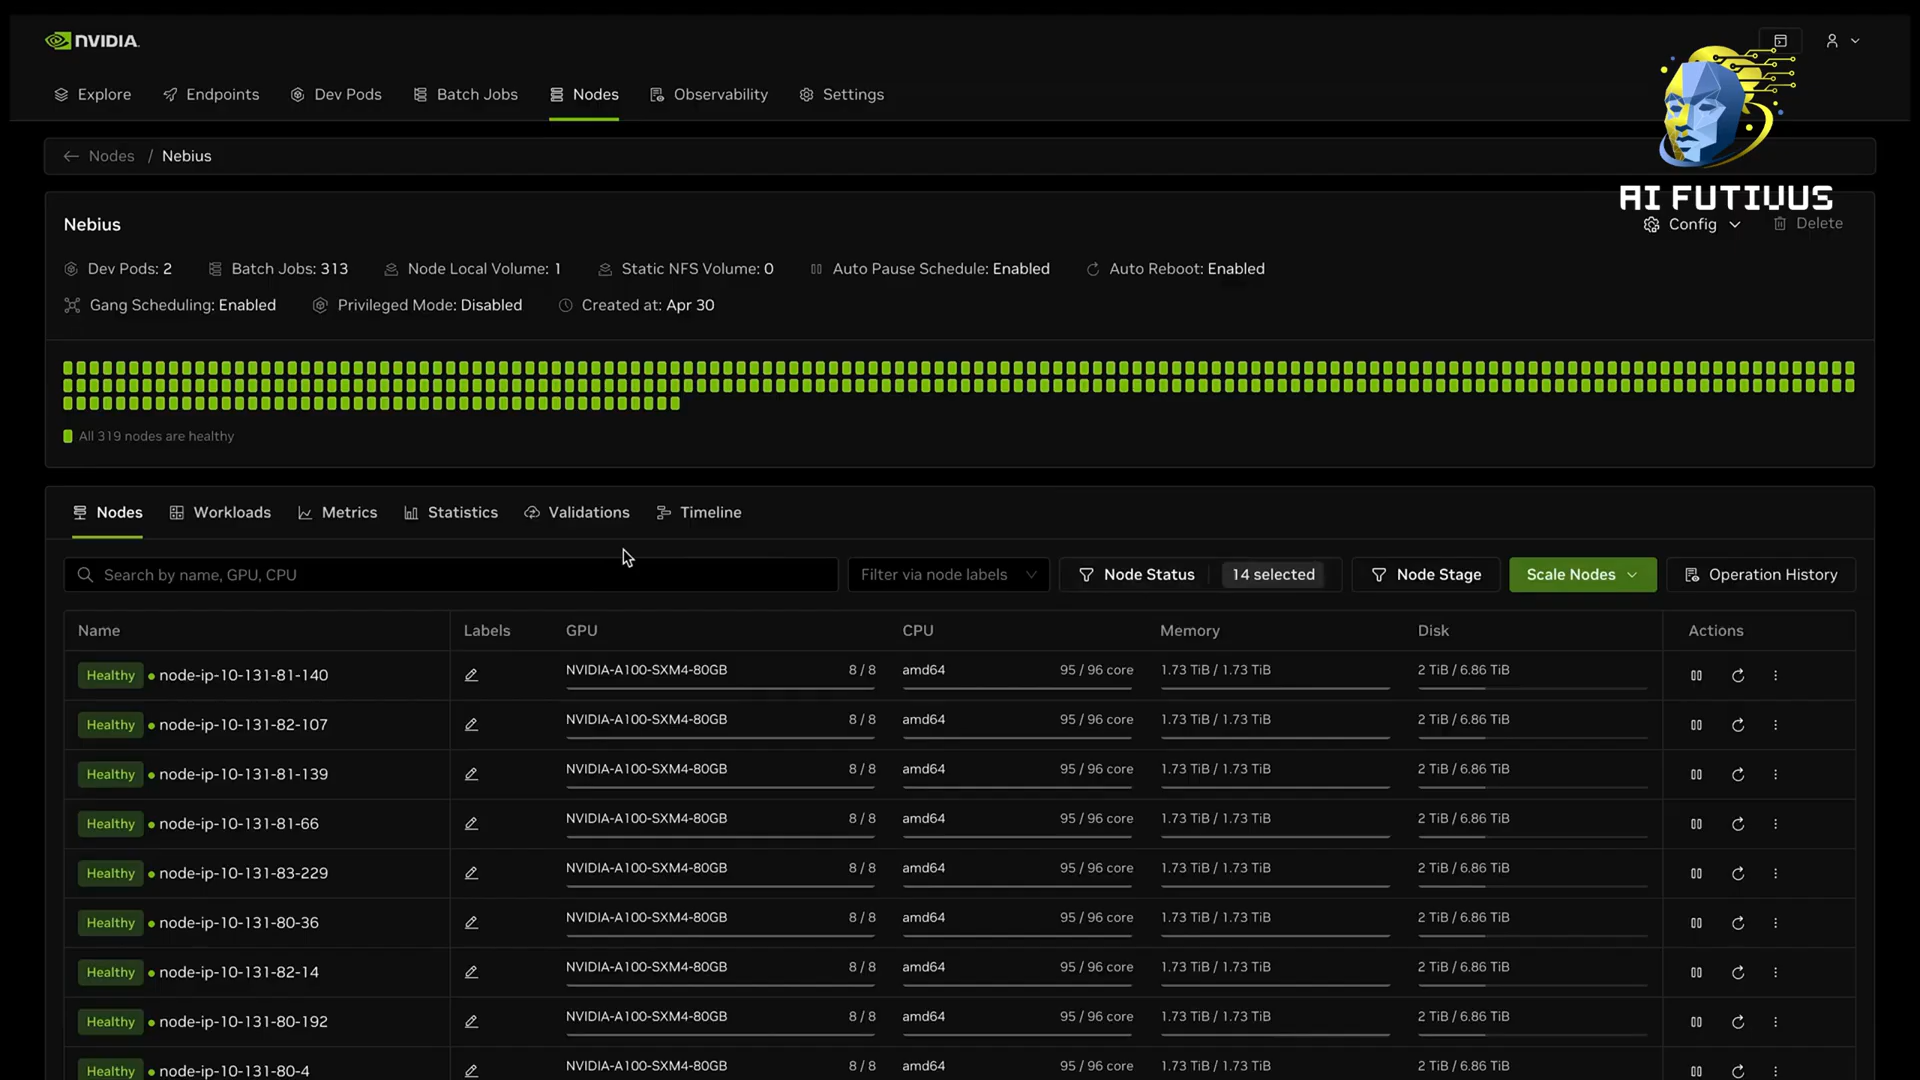 NVIDIA.
Explore Endpoints Dev Pods Batch Jobs Nodes Observability Settings
Nodes / Nebius
AI FUTIVUS
Nebius
Config Delete
Dev Pods: 2 Batch Jobs: 313 Node Local Volume: 1 Static NFS Volume: 0 Auto Pause Schedule: Enabled Auto Reboot: Enabled
Gang Scheduling: Enabled Privileged Mode: Disabled Created at: Apr 30
All 319 nodes are healthy
Nodes Workloads Metrics Statistics Validations Timeline
Search by name, GPU, CPU Filter via node labels Node Status 14 selected Node Stage Scale Nodes Operation History
Name Labels GPU CPU Memory Disk Actions
Healthy node-ip-10-131-81-140 NVIDIA-A100-SXM4-80GB 8 / 8 amd64 95 / 96 core 1.73 TiB / 1.73 TiB 2 TiB / 6.86 TiB
Healthy node-ip-10-131-82-107 NVIDIA-A100-SXM4-80GB 8 / 8 amd64 95 / 96 core 1.73 TiB / 1.73 TiB 2 TiB / 6.86 TiB
Healthy node-ip-10-131-81-139 NVIDIA-A100-SXM4-80GB 8 / 8 amd64 95 / 96 core 1.73 TiB / 1.73 TiB 2 TiB / 6.86 TiB
Healthy node-ip-10-131-81-66 NVIDIA-A100-SXM4-80GB 8 / 8 amd64 95 / 96 core 1.73 TiB / 1.73 TiB 2 TiB / 6.86 TiB
Healthy node-ip-10-131-83-229 NVIDIA-A100-SXM4-80GB 8 / 8 amd64 95 / 96 core 1.73 TiB / 1.73 TiB 2 TiB / 6.86 TiB
Healthy node-ip-10-131-80-36 NVIDIA-A100-SXM4-80GB 8 / 8 amd64 95 / 96 core 1.73 TiB / 1.73 TiB 2 TiB / 6.86 TiB
Healthy node-ip-10-131-82-14 NVIDIA-A100-SXM4-80GB 8 / 8 amd64 95 / 96 core 1.73 TiB / 1.73 TiB 2 TiB / 6.86 TiB
Healthy node-ip-10-131-80-192 NVIDIA-A100-SXM4-80GB 8 / 8 amd64 95 / 96 core 1.73 TiB / 1.73 TiB 2 TiB / 6.86 TiB
Healthy node-ip-10-131-80-4 NVIDIA-A100-SXM4-80GB 8 / 8 amd64 95 / 96 core 1.73 TiB / 1.73 TiB 2 TiB / 6.86 TiB